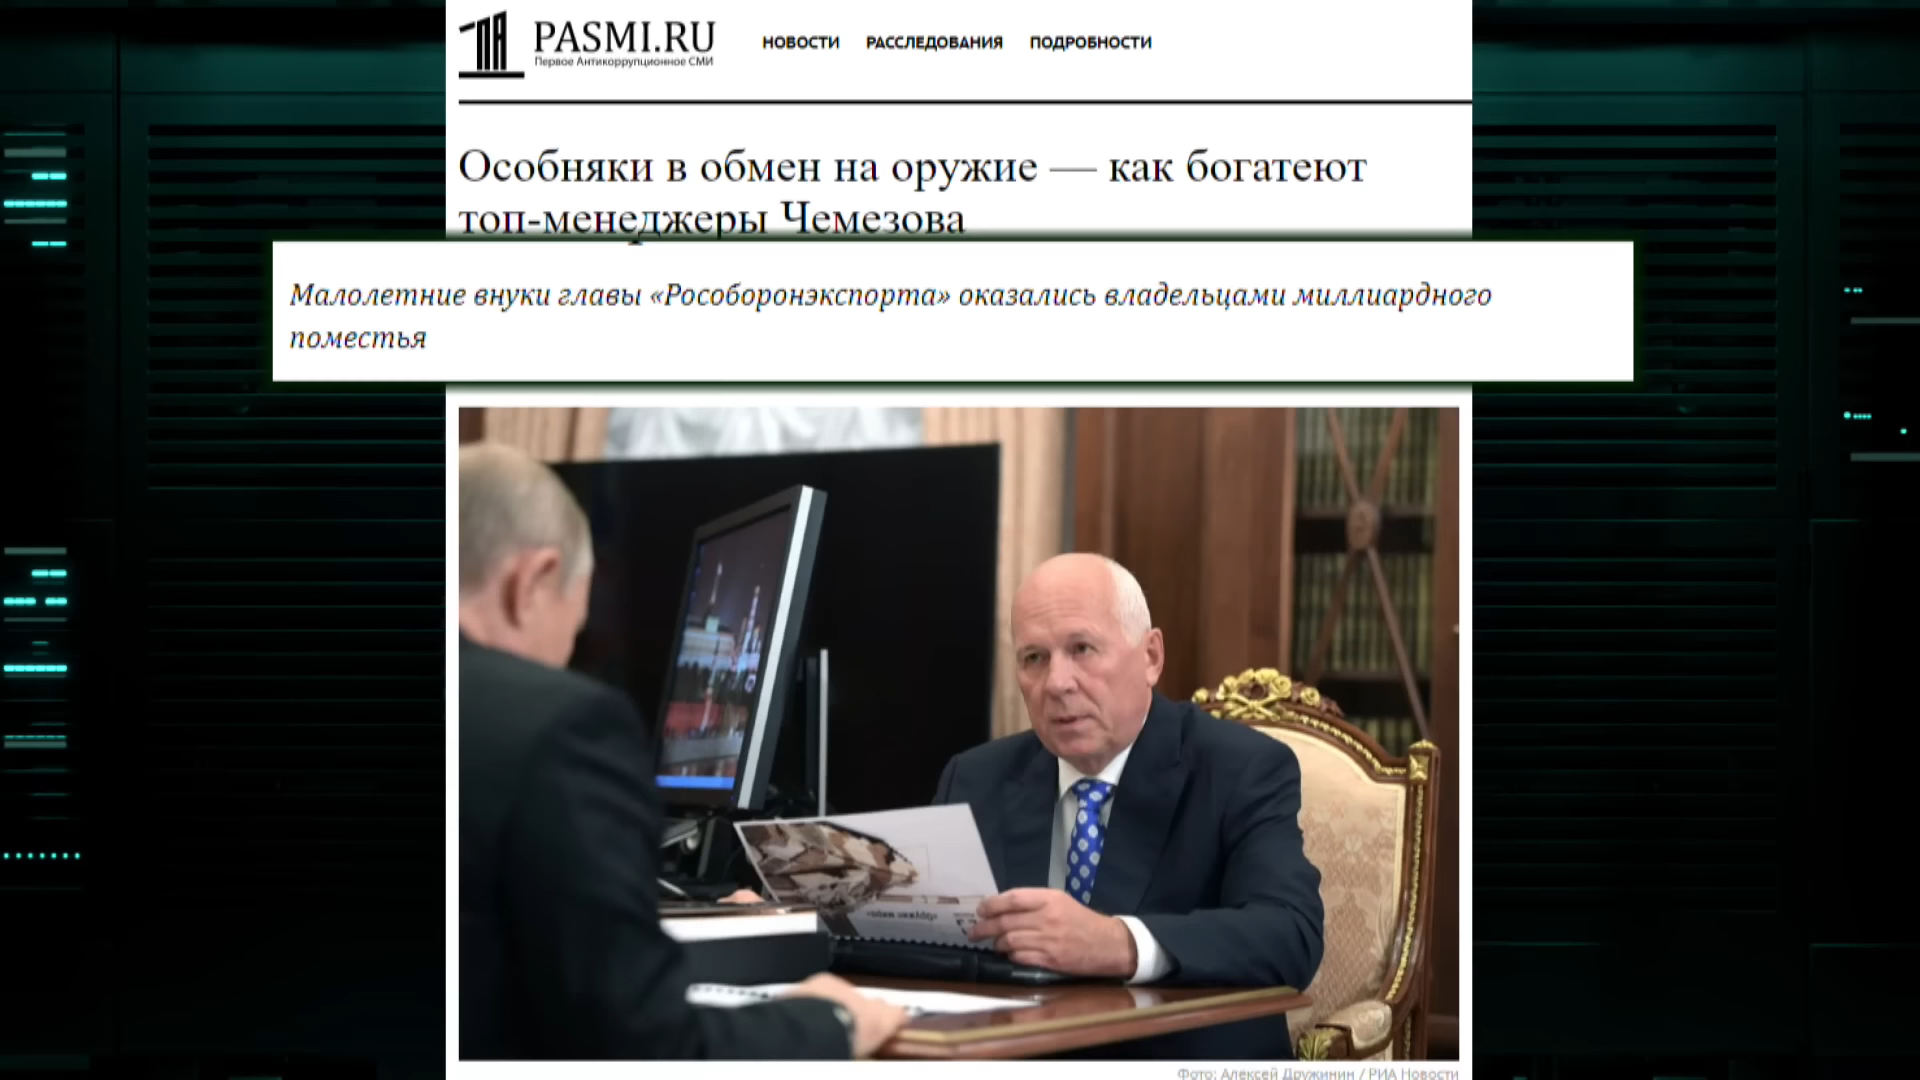 PASMI.RU
Первое Антикоррупционное СМИ
НОВОСТИ РАССЛЕДОВАНИЯ ПОДРОБНОСТИ
Особняки в обмен на оружие — как богатеют
топ-менеджеры Чемезова
Малолетние внуки главы «Рособоронэкспорта» оказались владельцами миллиардного
поместья
Фото: Алексей Дружинин / РИА Новости